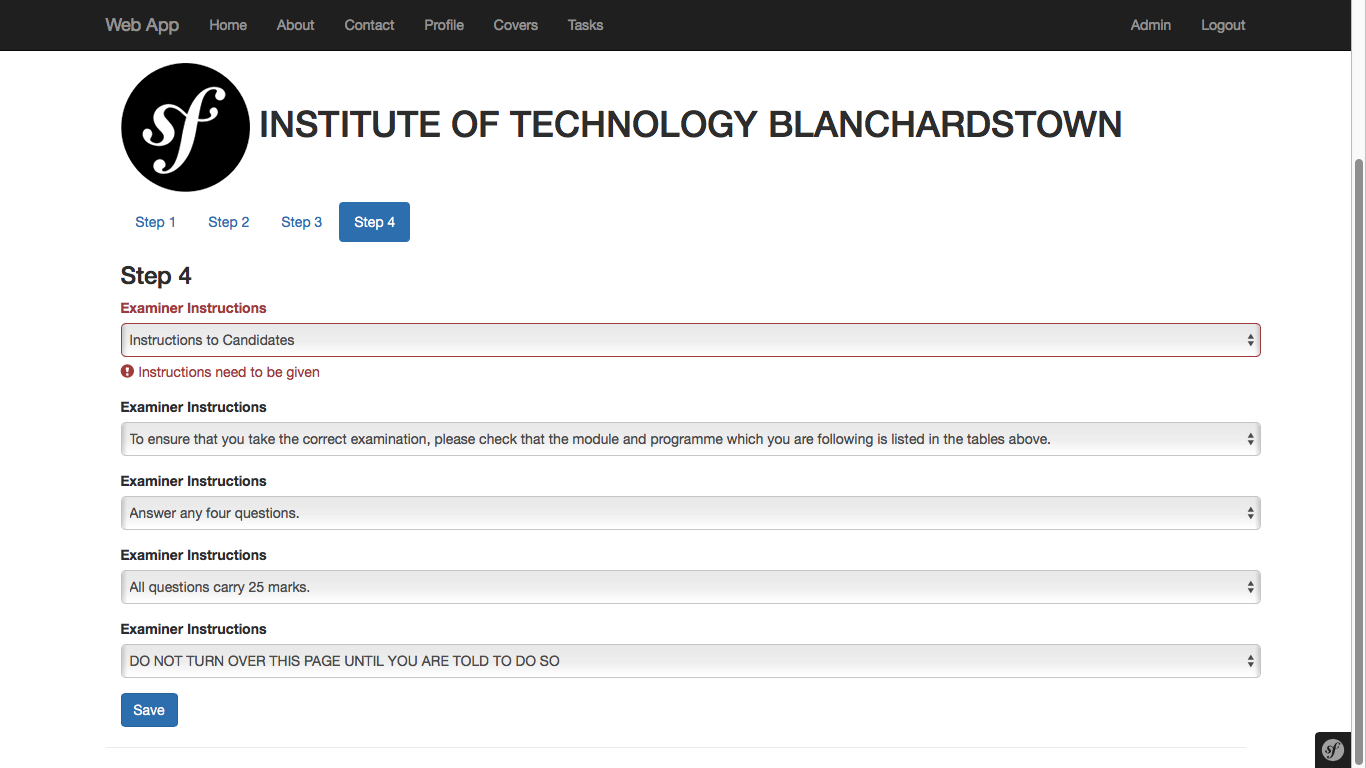 Web App Home About Contact Profile Covers Tasks Admin Logout
sf INSTITUTE OF TECHNOLOGY BLANCHARDSTOWN
Step 1 Step 2 Step 3 Step 4
Step 4
Examiner Instructions
Instructions to Candidates
Instructions need to be given
Examiner Instructions
To ensure that you take the correct examination, please check that the module and programme which you are following is listed in the tables above.
Examiner Instructions
Answer any four questions.
Examiner Instructions
All questions carry 25 marks.
Examiner Instructions
DO NOT TURN OVER THIS PAGE UNTIL YOU ARE TOLD TO DO SO
Save
sf